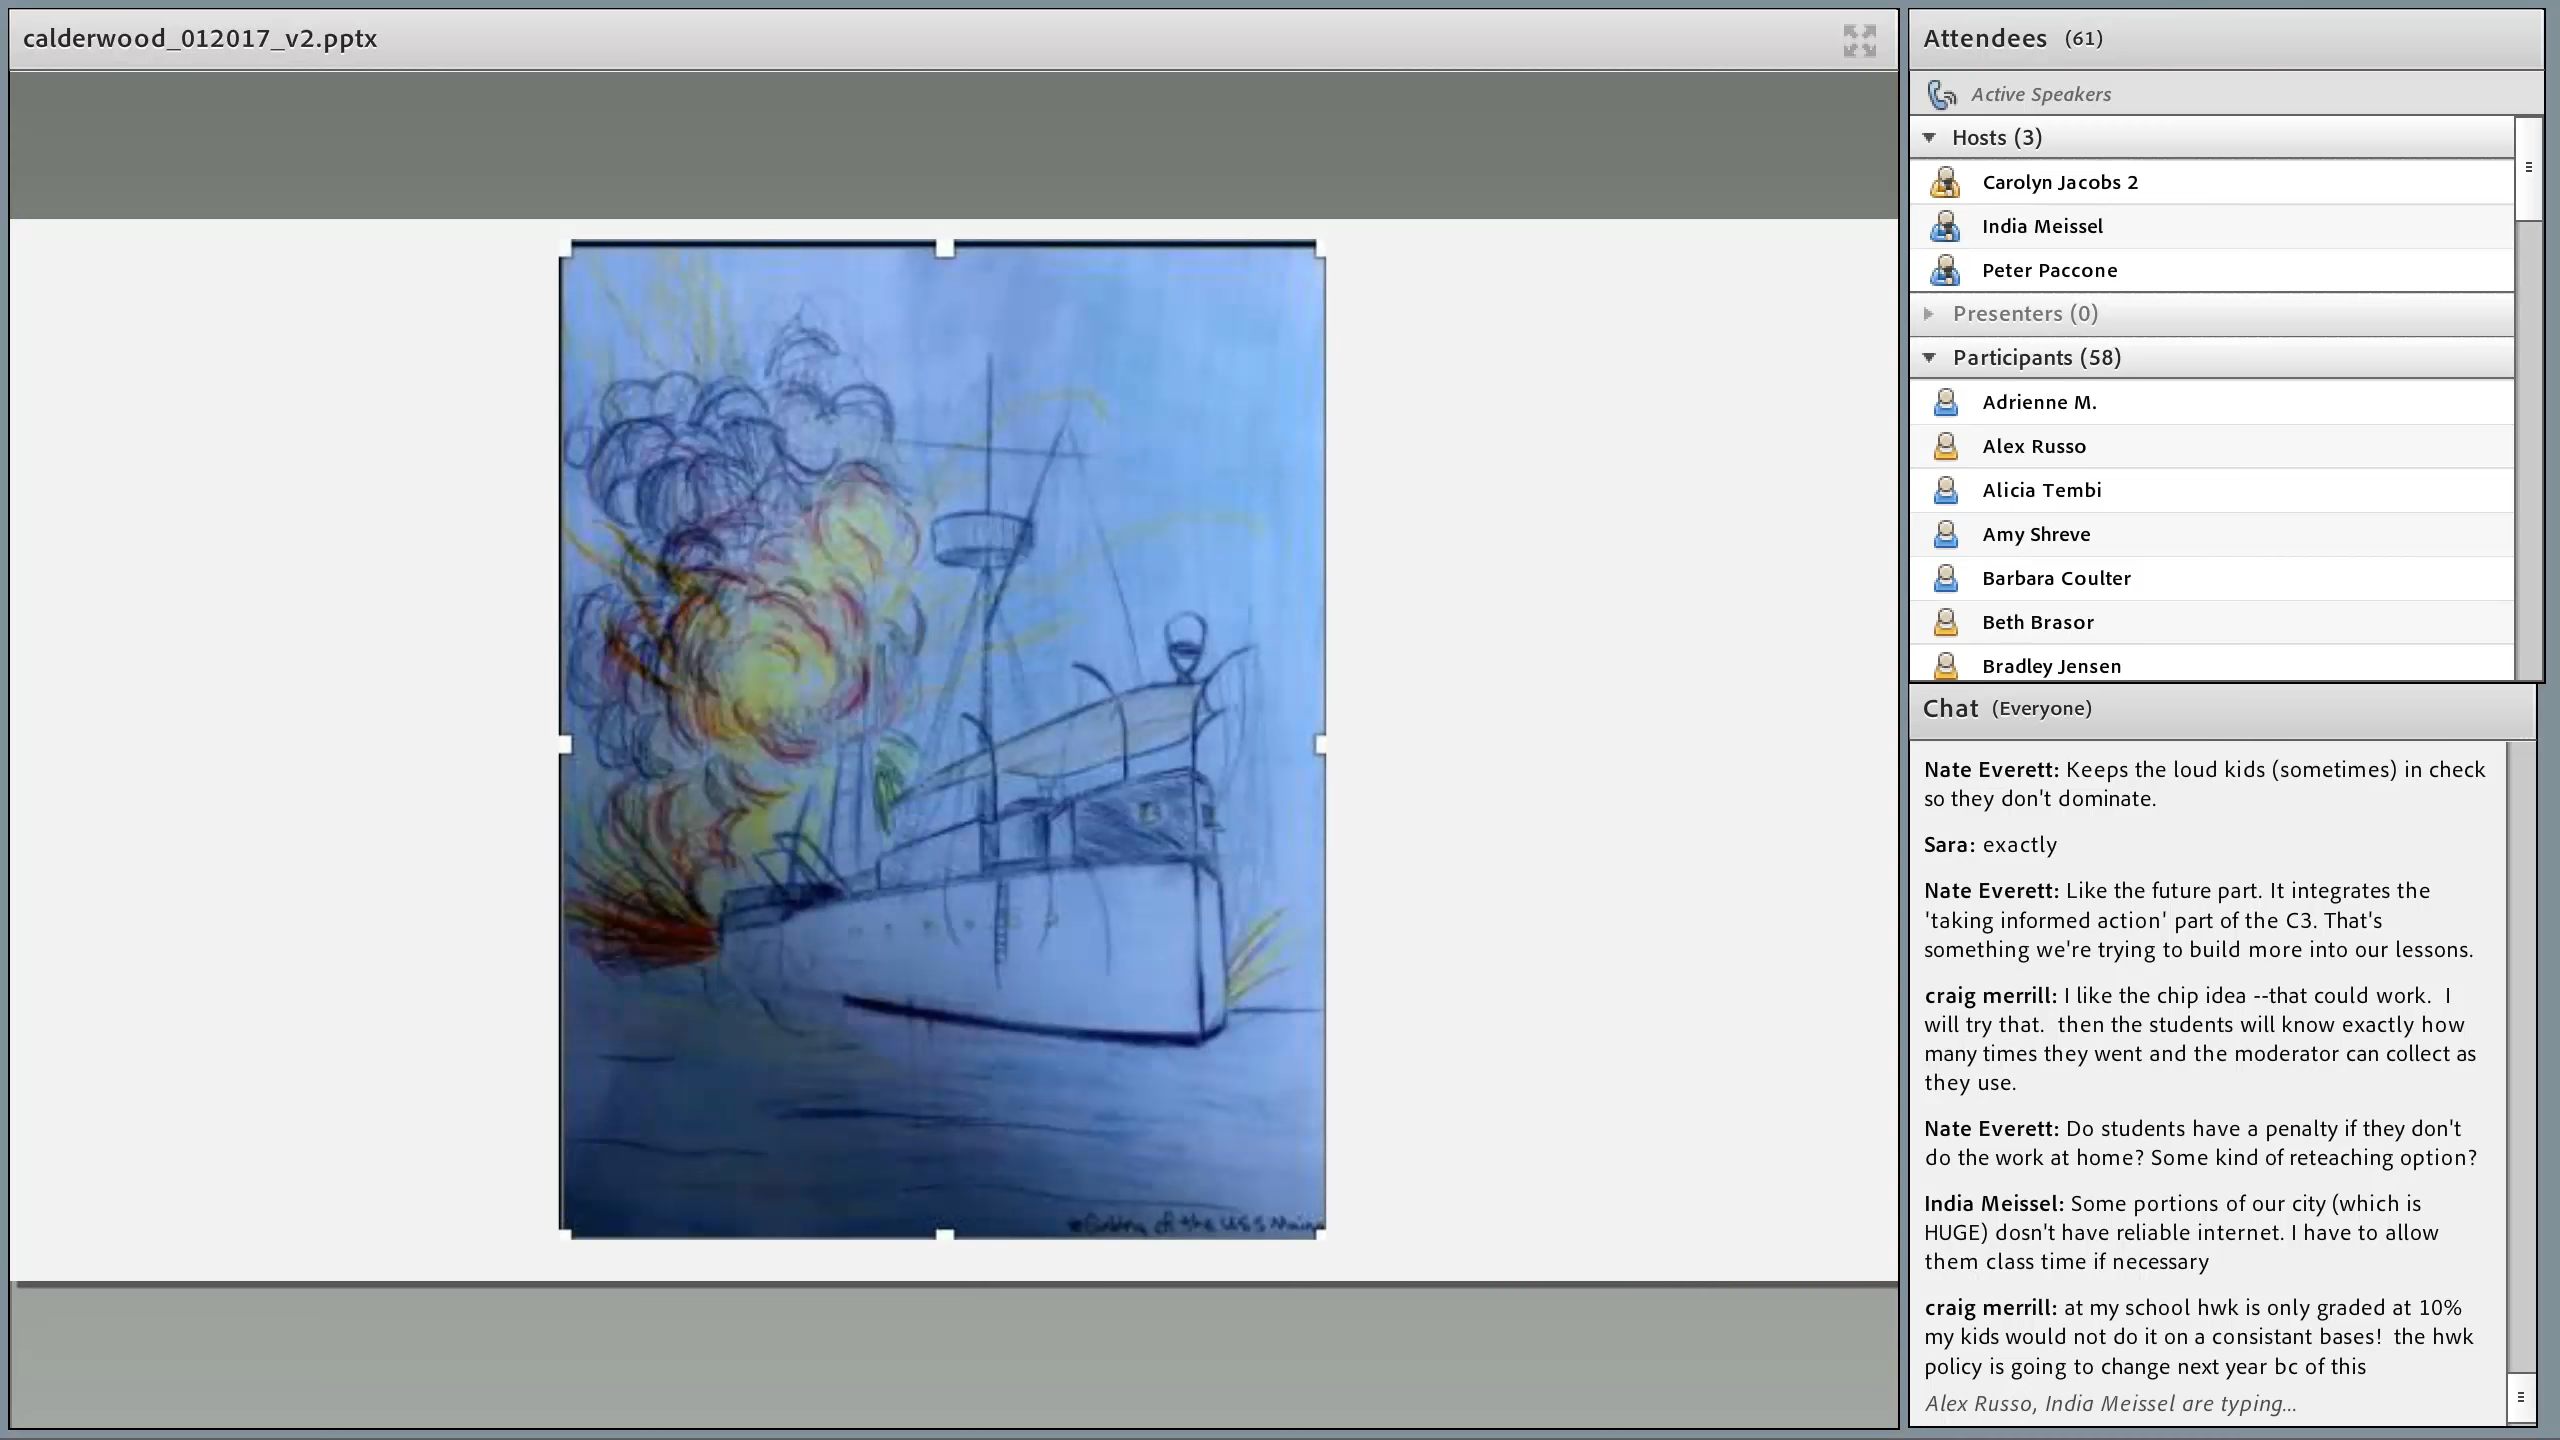 calderwood_012017_v2.pptx
of the USS Maine
Attendees (61)
Active Speakers
Hosts (3)
Carolyn Jacobs 2
India Meissel
Peter Paccone
Presenters (0)
Participants (58)
Adrienne M.
Alex Russo
Alicia Tembi
Amy Shreve
Barbara Coulter
Beth Brasor
Bradley Jensen
Chat (Everyone)
Nate Everett: Keeps the loud kids (sometimes) in check
so they don't dominate.
Sara: exactly
Nate Everett: Like the future part. It integrates the
'taking informed action' part of the C3. That's
something we're trying to build more into our lessons.
craig merrill: I like the chip idea --that could work.  I
will try that.  then the students will know exactly how
many times they went and the moderator can collect as
they use.
Nate Everett: Do students have a penalty if they don't
do the work at home? Some kind of reteaching option?
India Meissel: Some portions of our city (which is
HUGE) dosn't have reliable internet. I have to allow
them class time if necessary
craig merrill: at my school hwk is only graded at 10%
my kids would not do it on a consistant bases!  the hwk
policy is going to change next year bc of this
Alex Russo, India Meissel are typing...